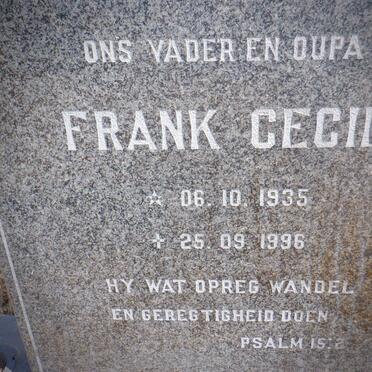 ONS VADER EN OUPA
FRANK CECIL
☆ 06. 10. 1935
✝ 25. 09. 1996
HY WAT OPREG WANDEL
EN GEREGTIGHEID DOEN
PSALM 15:2